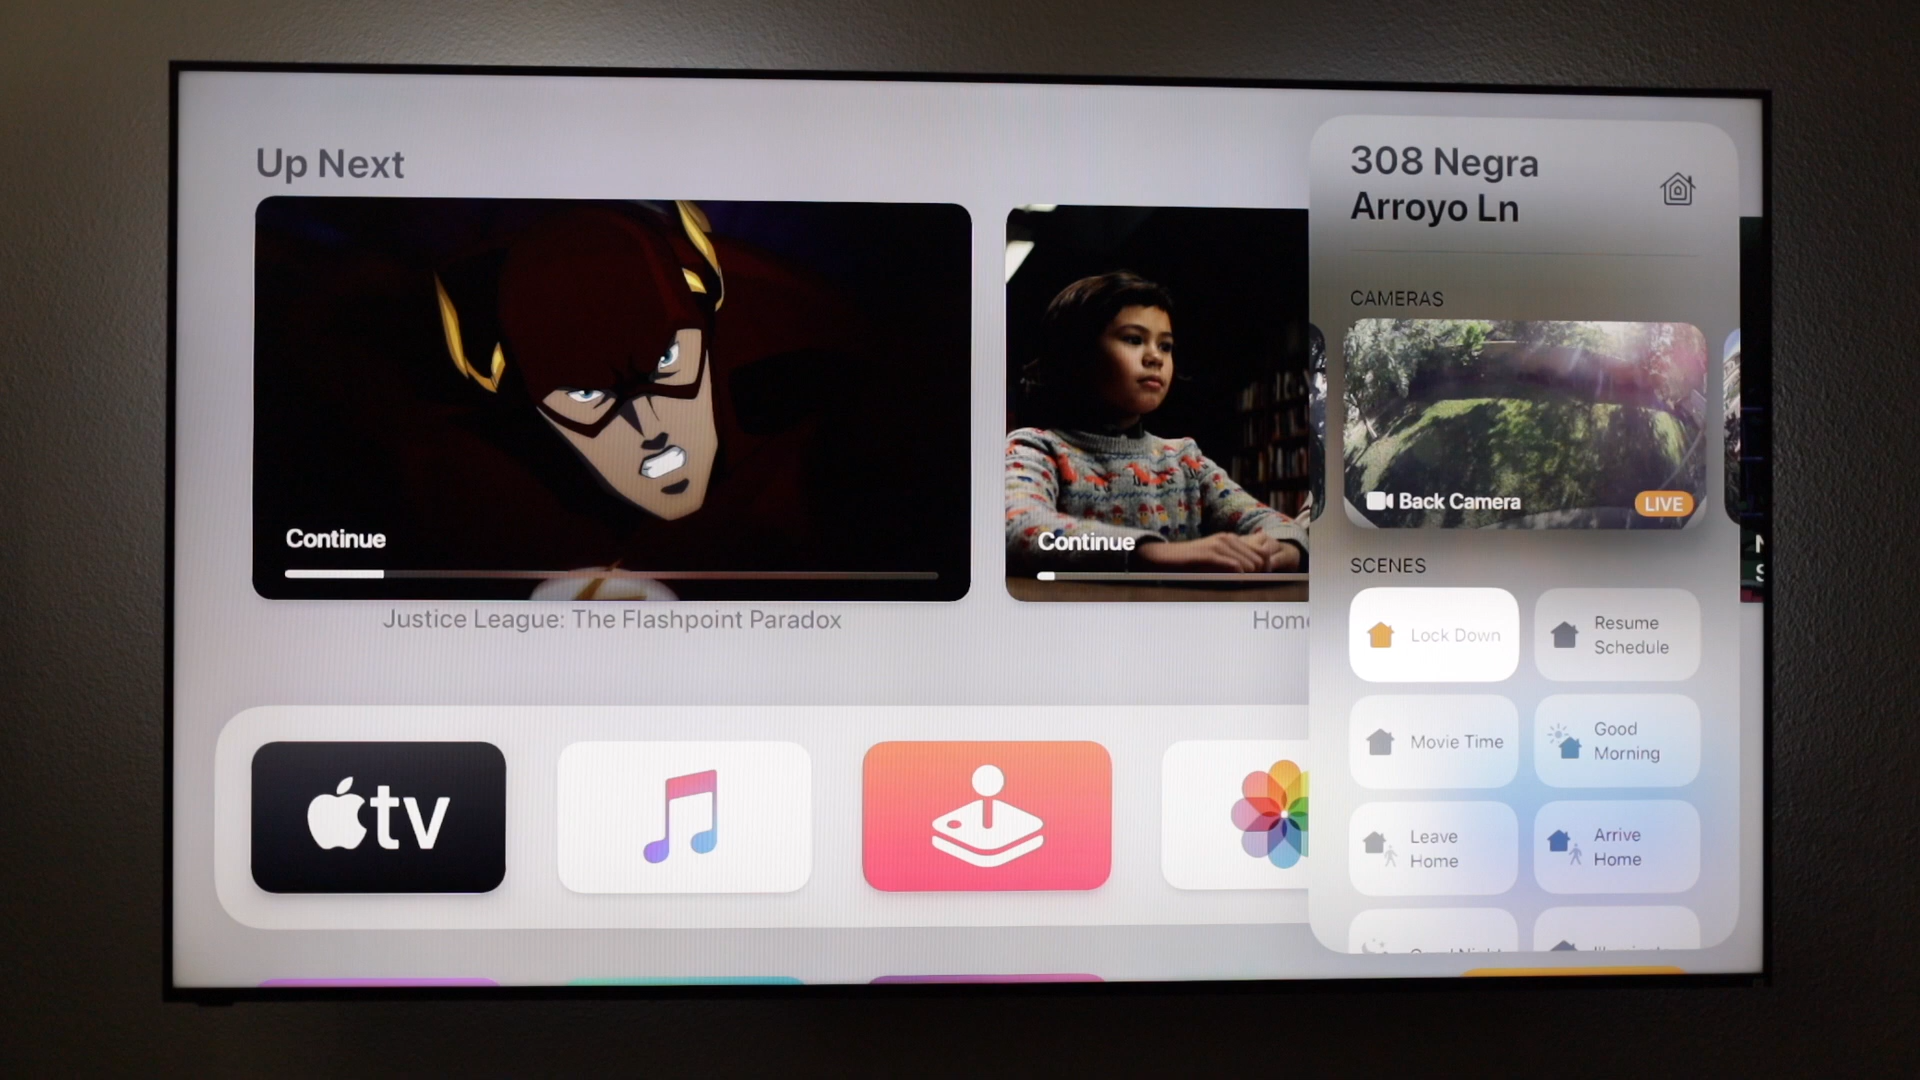 Up Next
Continue
Justice League: The Flashpoint Paradox
Continue
308 Negra
Arroyo Ln
CAMERAS
Back Camera
LIVE
SCENES
Lock Down
Resume
Schedule
Movie Time
Good
Morning
Leave
Home
Arrive
Home
tv